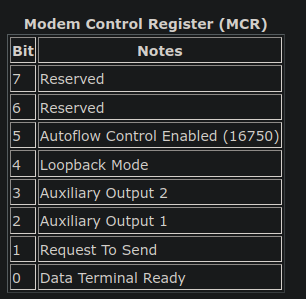 Modem Control Register (MCR)
Bit Notes
7 Reserved
6 Reserved
5 Autoflow Control Enabled (16750)
4 Loopback Mode
3 Auxiliary Output 2
2 Auxiliary Output 1
1 Request To Send
0 Data Terminal Ready